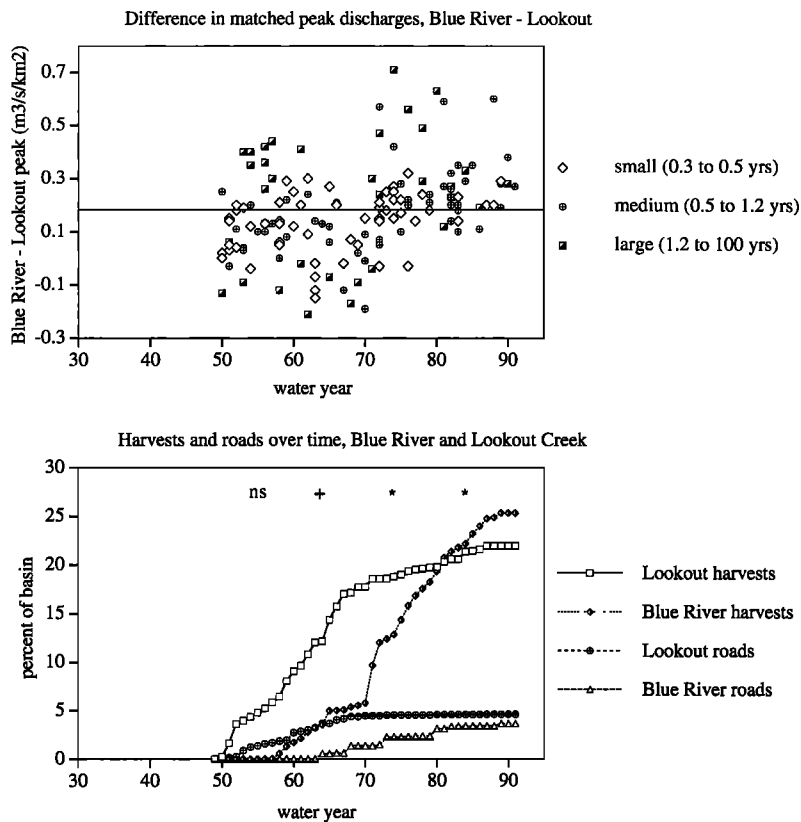 Difference in matched peak discharges, Blue River - Lookout
Blue River - Lookout peak (m3/s/km2)
0.7
0.5
0.3
0.1
-0.1
-0.3
30 40 50 60 70 80 90
water year
small (0.3 to 0.5 yrs)
medium (0.5 to 1.2 yrs)
large (1.2 to 100 yrs)
Harvests and roads over time, Blue River and Lookout Creek
percent of basin
30
25
20
15
10
5
0
ns + * *
30 40 50 60 70 80 90
water year
Lookout harvests
Blue River harvests
Lookout roads
Blue River roads